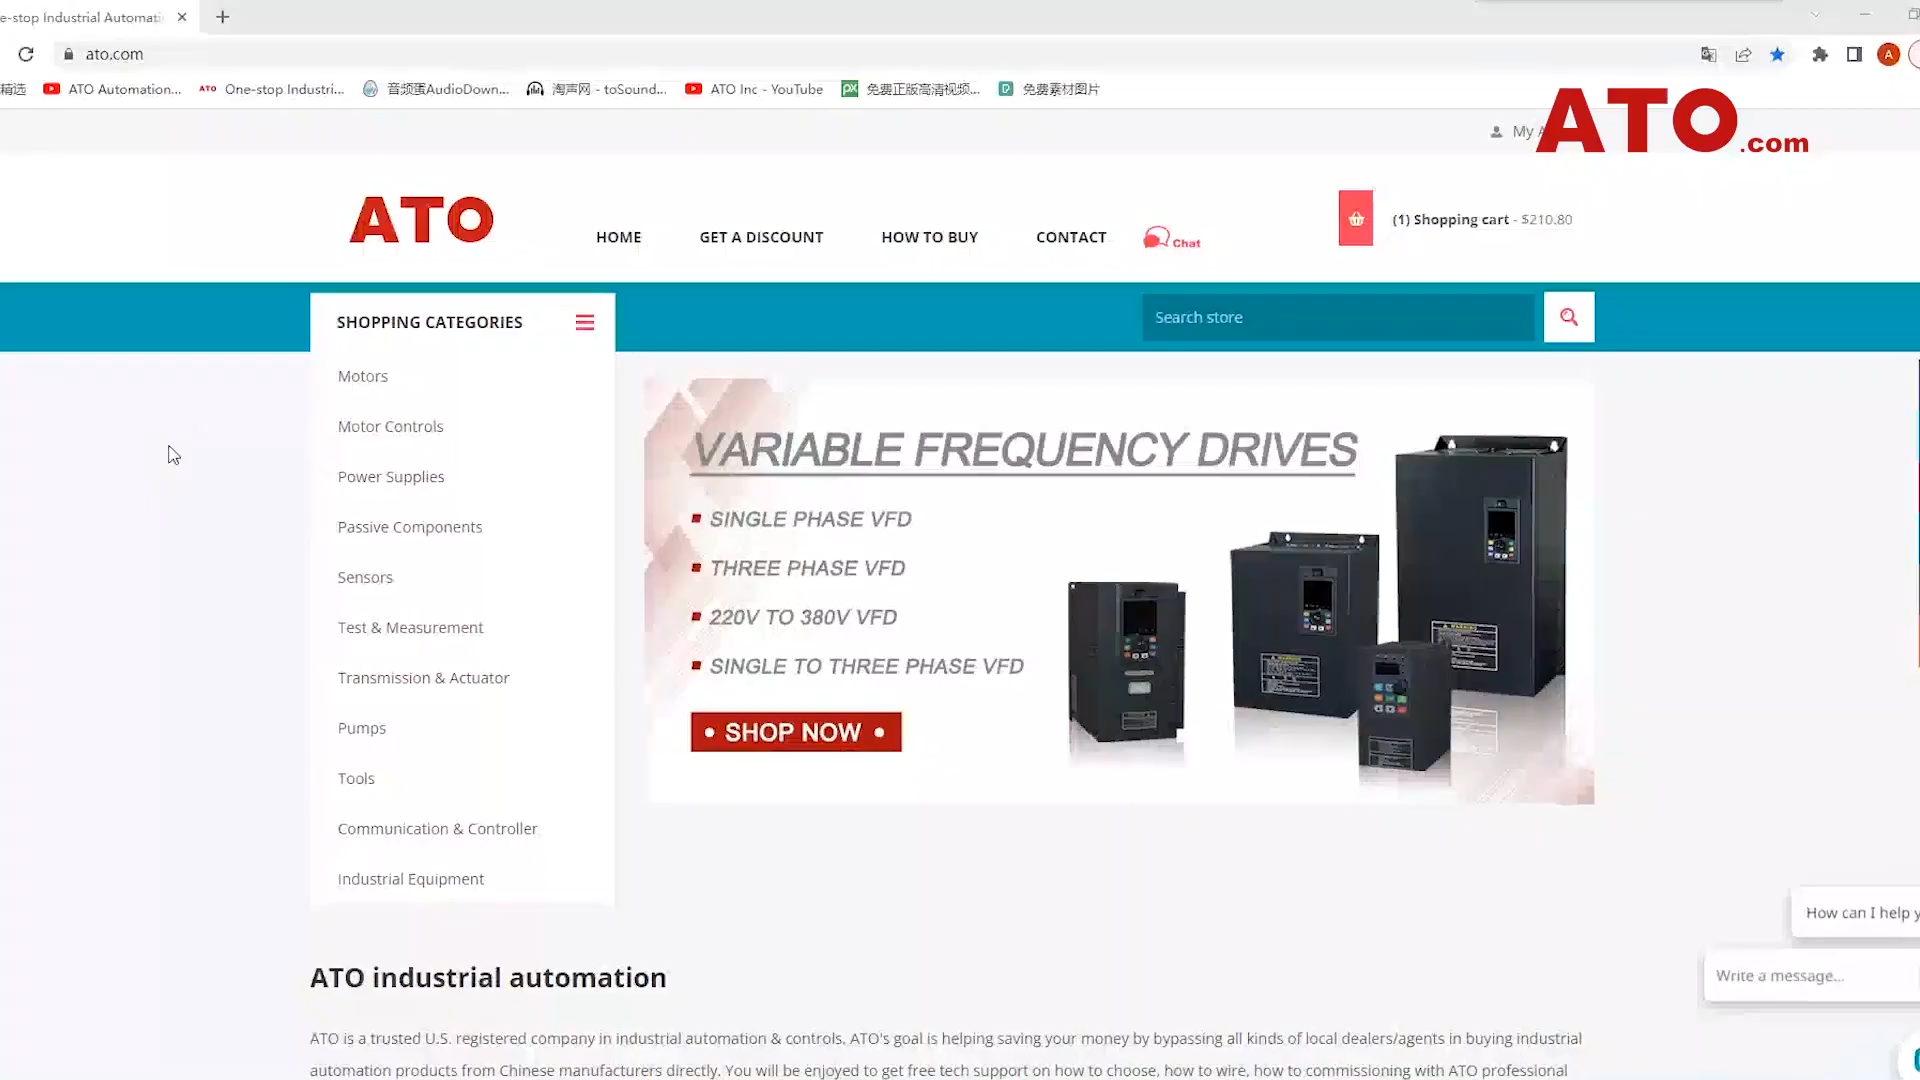 e-stop Industrial Automati
ato.com
精选
ATO Automation...
ATO One-stop Industri...
音频蛋AudioDown...
淘声网 - toSound...
ATO Inc - YouTube
免费正版高清视频...
免费素材图片
My A
ATO.com
ATO
HOME
GET A DISCOUNT
HOW TO BUY
CONTACT
Chat
(1) Shopping cart - $210.80
SHOPPING CATEGORIES
Search store
Motors
Motor Controls
Power Supplies
Passive Components
Sensors
Test & Measurement
Transmission & Actuator
Pumps
Tools
Communication & Controller
Industrial Equipment
VARIABLE FREQUENCY DRIVES
SINGLE PHASE VFD
THREE PHASE VFD
220V TO 380V VFD
SINGLE TO THREE PHASE VFD
SHOP NOW
How can I help y
Write a message...
ATO industrial automation
ATO is a trusted U.S. registered company in industrial automation & controls. ATO's goal is helping saving your money by bypassing all kinds of local dealers/agents in buying industrial
automation products from Chinese manufacturers directly. You will be enjoyed to get free tech support on how to choose, how to wire, how to commissioning with ATO professional